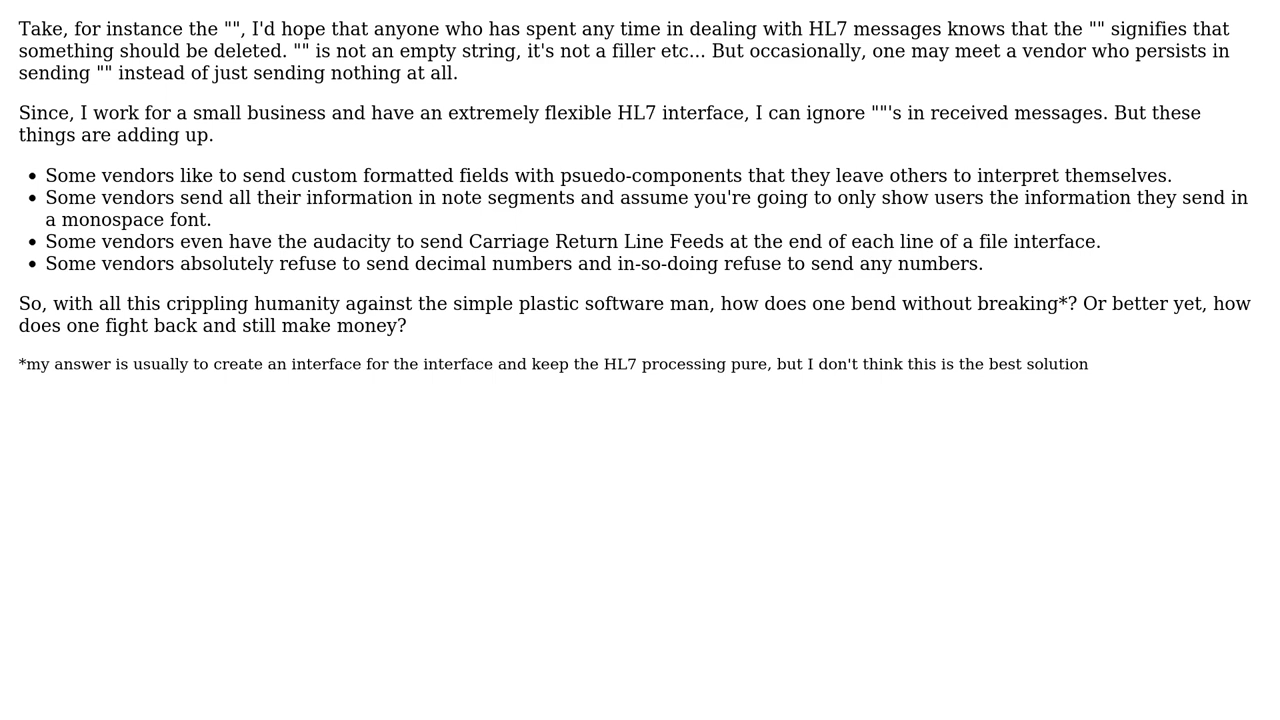 Take, for instance the "", I'd hope that anyone who has spent any time in dealing with HL7 messages knows that the "" signifies that
something should be deleted. "" is not an empty string, it's not a filler etc... But occasionally, one may meet a vendor who persists in
sending "" instead of just sending nothing at all.
Since, I work for a small business and have an extremely flexible HL7 interface, I can ignore ""'s in received messages. But these
things are adding up.
• Some vendors like to send custom formatted fields with psuedo-components that they leave others to interpret themselves.
• Some vendors send all their information in note segments and assume you're going to only show users the information they send in
a monospace font.
• Some vendors even have the audacity to send Carriage Return Line Feeds at the end of each line of a file interface.
• Some vendors absolutely refuse to send decimal numbers and in-so-doing refuse to send any numbers.
So, with all this crippling humanity against the simple plastic software man, how does one bend without breaking*? Or better yet, how
does one fight back and still make money?
*my answer is usually to create an interface for the interface and keep the HL7 processing pure, but I don't think this is the best solution